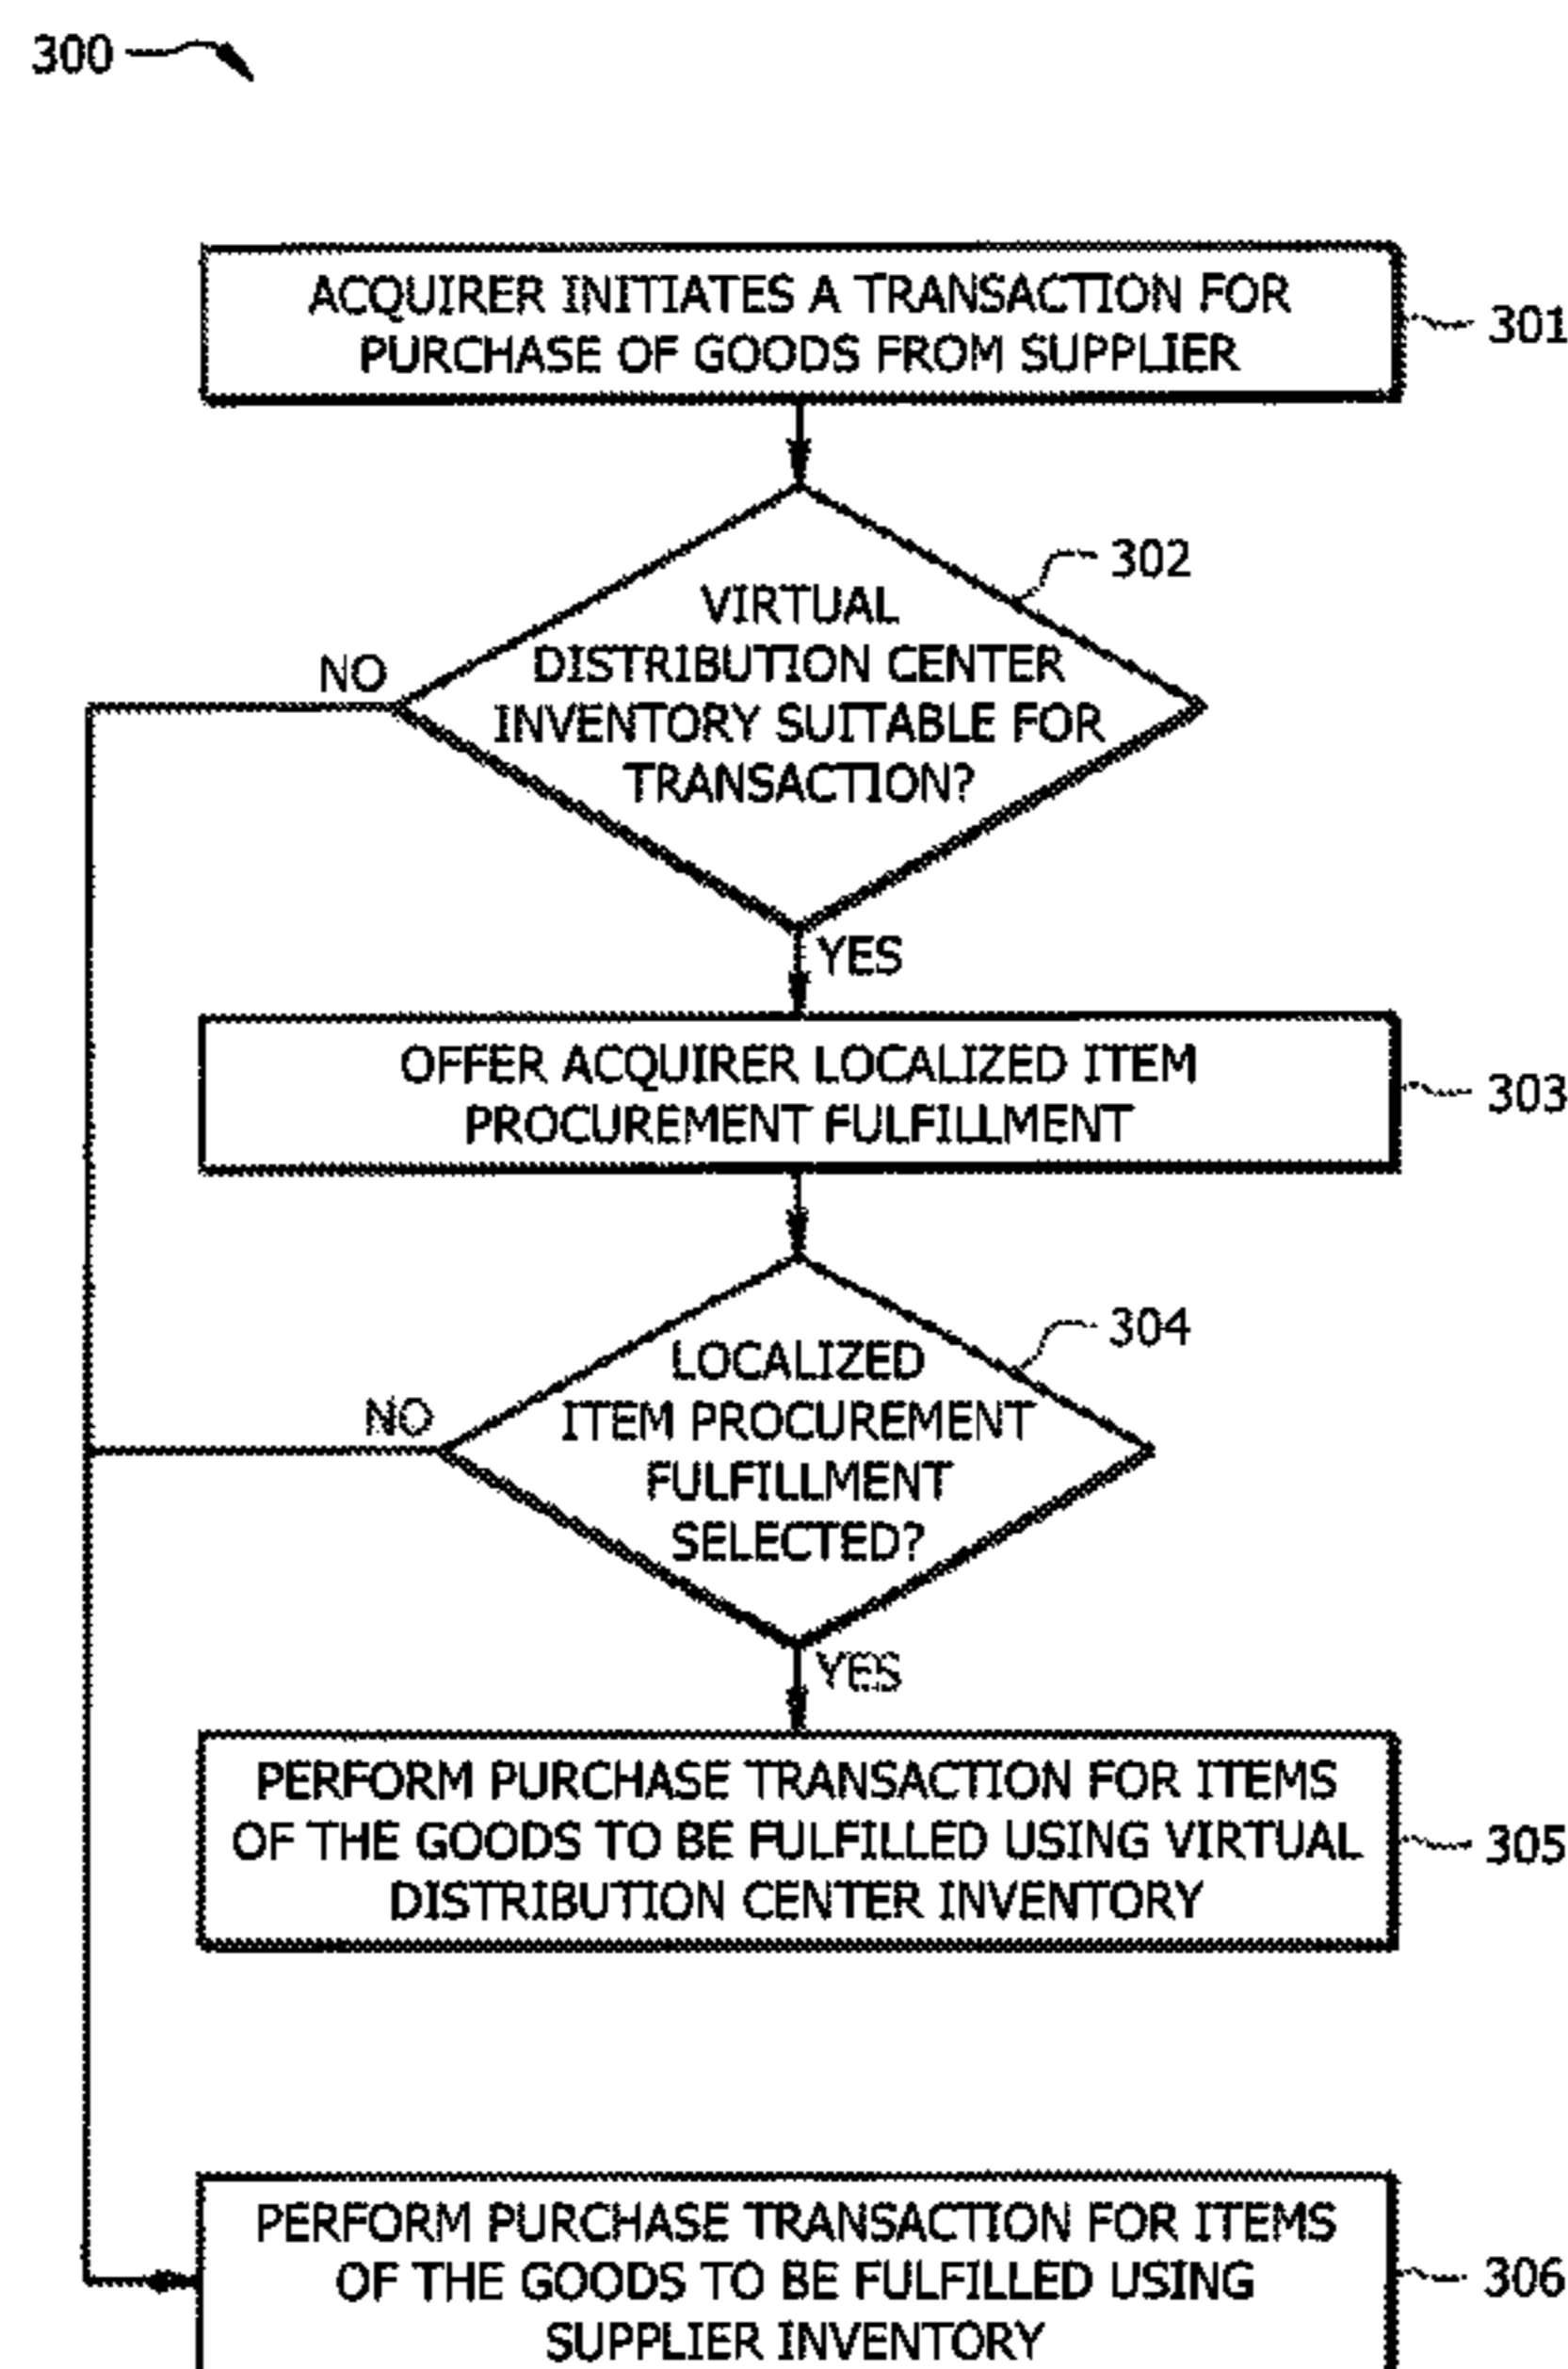 300
ACQUIRER INITIATES A TRANSACTION FOR
PURCHASE OF GOODS FROM SUPPLIER
301
302
VIRTUAL
DISTRIBUTION CENTER
INVENTORY SUITABLE FOR
TRANSACTION?
NO
YES
OFFER ACQUIRER LOCALIZED ITEM
PROCUREMENT FULFILLMENT
303
304
LOCALIZED
ITEM PROCUREMENT
FULFILLMENT
SELECTED?
NO
YES
PERFORM PURCHASE TRANSACTION FOR ITEMS
OF THE GOODS TO BE FULFILLED USING VIRTUAL
DISTRIBUTION CENTER INVENTORY
305
PERFORM PURCHASE TRANSACTION FOR ITEMS
OF THE GOODS TO BE FULFILLED USING
SUPPLIER INVENTORY
306